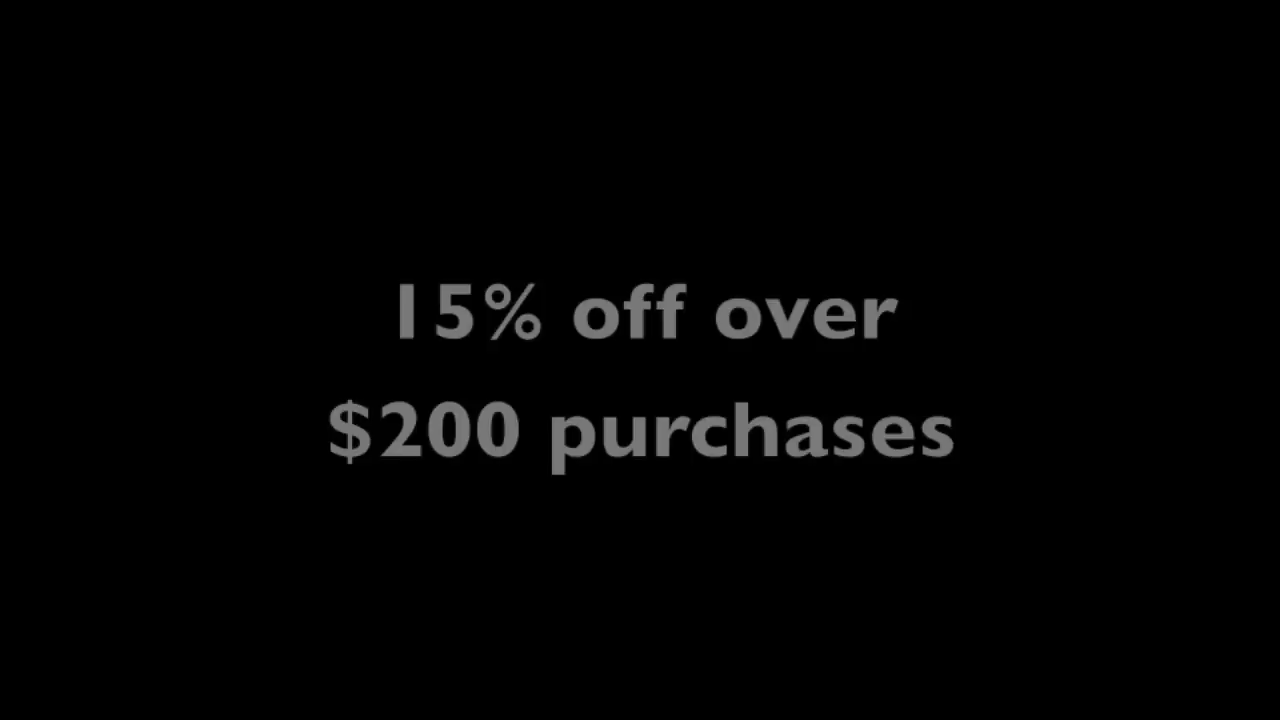 15% off over
$200 purchases